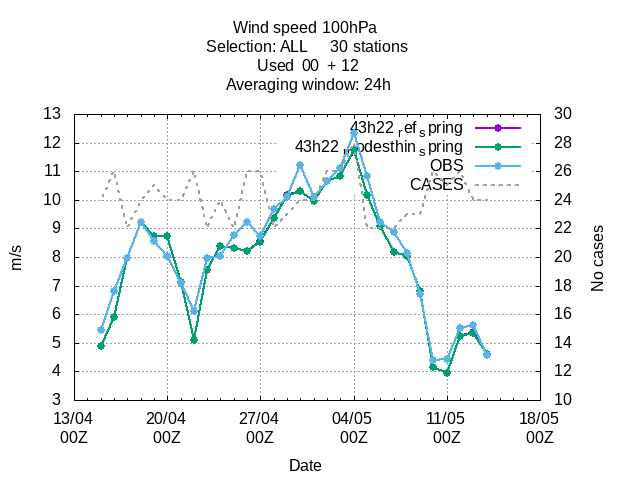 Wind speed 100hPa
Selection: ALL 30 stations
Used 00 + 12
Averaging window: 24h
13 30
12 28
11 26
10 24
9 22
8 20
7 18
6 16
5 14
4 12
3 10
43h22 ref spring
OBS
CASES
m/s
No cases
13/04 20/04 27/04 04/05 11/05 18/05
00Z 00Z 00Z 00Z 00Z 00Z
Date